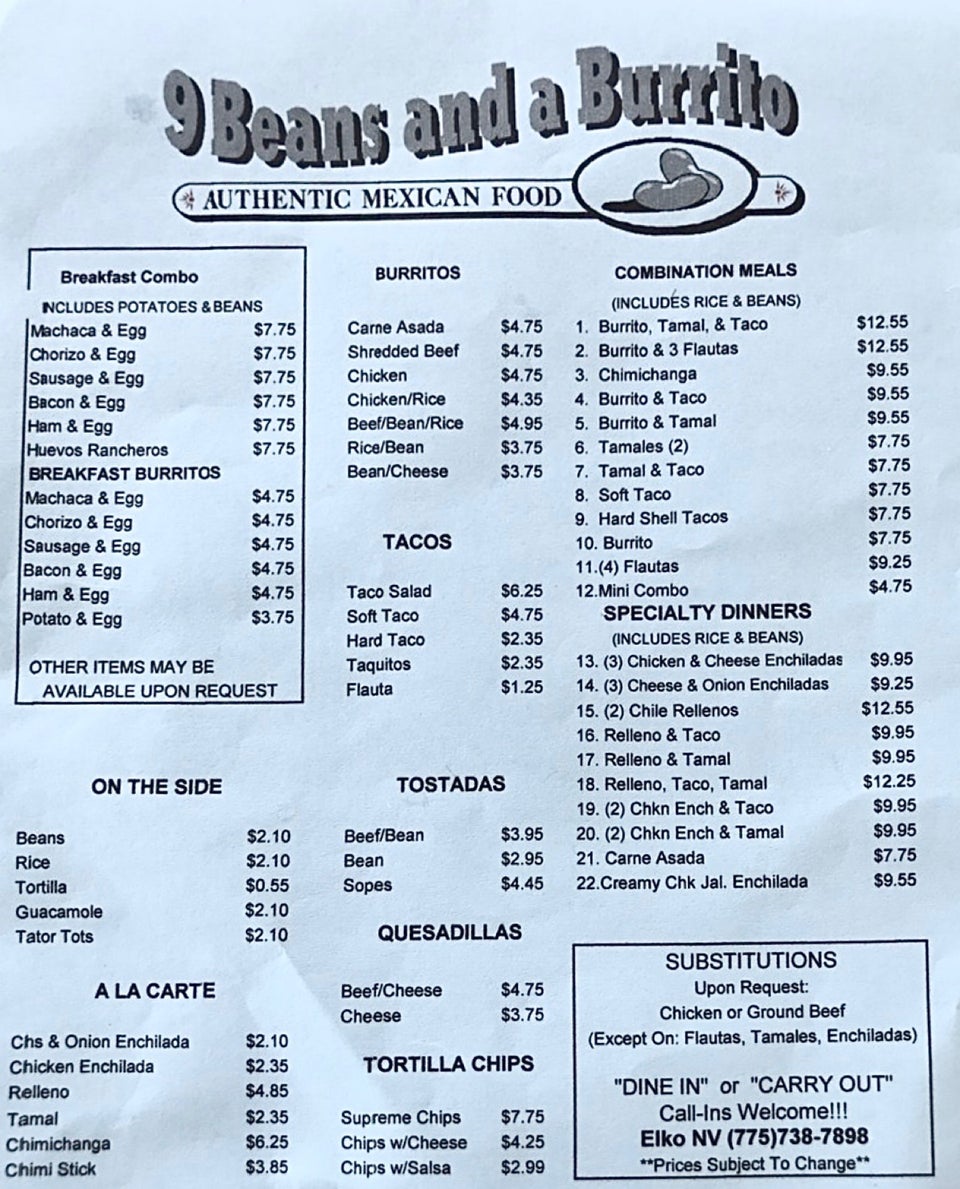 9 Beans and a Burrito
AUTHENTIC MEXICAN FOOD
Breakfast Combo
INCLUDES POTATOES & BEANS
Machaca & Egg $7.75
Chorizo & Egg $7.75
Sausage & Egg $7.75
Bacon & Egg $7.75
Ham & Egg $7.75
Huevos Rancheros $7.75
BREAKFAST BURRITOS
Machaca & Egg $4.75
Chorizo & Egg $4.75
Sausage & Egg $4.75
Bacon & Egg $4.75
Ham & Egg $4.75
Potato & Egg $3.75
OTHER ITEMS MAY BE
AVAILABLE UPON REQUEST
ON THE SIDE
Beans $2.10
Rice $2.10
Tortilla $0.55
Guacamole $2.10
Tator Tots $2.10
A LA CARTE
Chs & Onion Enchilada $2.10
Chicken Enchilada $2.35
Relleno $4.85
Tamal $2.35
Chimichanga $6.25
Chimi Stick $3.85
BURRITOS
Carne Asada $4.75
Shredded Beef $4.75
Chicken $4.75
Chicken/Rice $4.35
Beef/Bean/Rice $4.95
Rice/Bean $3.75
Bean/Cheese $3.75
TACOS
Taco Salad $6.25
Soft Taco $4.75
Hard Taco $2.35
Taquitos $2.35
Flauta $1.25
TOSTADAS
Beef/Bean $3.95
Bean $2.95
Sopes $4.45
QUESADILLAS
Beef/Cheese $4.75
Cheese $3.75
TORTILLA CHIPS
Supreme Chips $7.75
Chips w/Cheese $4.25
Chips w/Salsa $2.99
COMBINATION MEALS
(INCLUDES RICE & BEANS)
1. Burrito, Tamal, & Taco $12.55
2. Burrito & 3 Flautas $12.55
3. Chimichanga $9.55
4. Burrito & Taco $9.55
5. Burrito & Tamal $9.55
6. Tamales (2) $7.75
7. Tamal & Taco $7.75
8. Soft Taco $7.75
9. Hard Shell Tacos $7.75
10. Burrito $7.75
11.(4) Flautas $9.25
12.Mini Combo $4.75
SPECIALTY DINNERS
(INCLUDES RICE & BEANS)
13. (3) Chicken & Cheese Enchiladas $9.95
14. (3) Cheese & Onion Enchiladas $9.25
15. (2) Chile Rellenos $12.55
16. Relleno & Taco $9.95
17. Relleno & Tamal $9.95
18. Relleno, Taco, Tamal $12.25
19. (2) Chkn Ench & Taco $9.95
20. (2) Chkn Ench & Tamal $9.95
21. Carne Asada $7.75
22.Creamy Chk Jal. Enchilada $9.55
SUBSTITUTIONS
Upon Request:
Chicken or Ground Beef
(Except On: Flautas, Tamales, Enchiladas)
"DINE IN" or "CARRY OUT"
Call-Ins Welcome!!!
Elko NV (775)738-7898
**Prices Subject To Change**